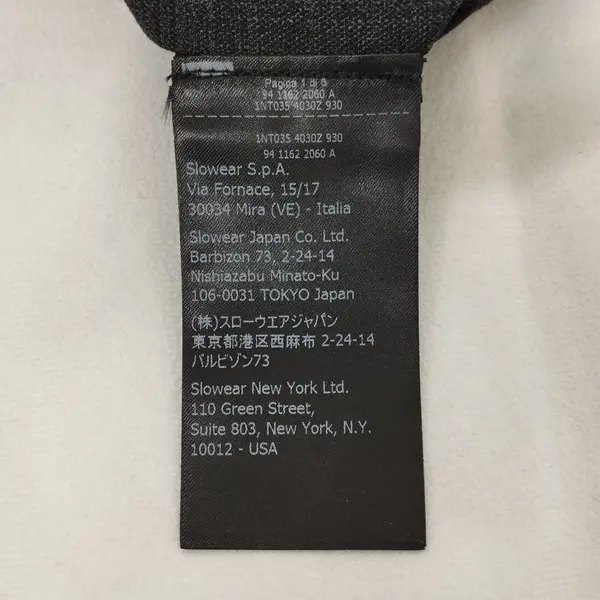 Pagina 1 di 8
94 1162 2060 A
1NT035 4030Z 930
1NT035 4030Z 930
94 1162 2060 A
Slowear S.p.A.
Via Fornace, 15/17
30034 Mira (VE) - Italia
Slowear Japan Co. Ltd.
Barbizon 73, 2-24-14
Nishiazabu Minato-Ku
106-0031 TOKYO Japan
(株)スローウエアジャパン
東京都港区西麻布 2-24-14
バルビゾン73
Slowear New York Ltd.
110 Green Street,
Suite 803, New York, N.Y.
10012 - USA